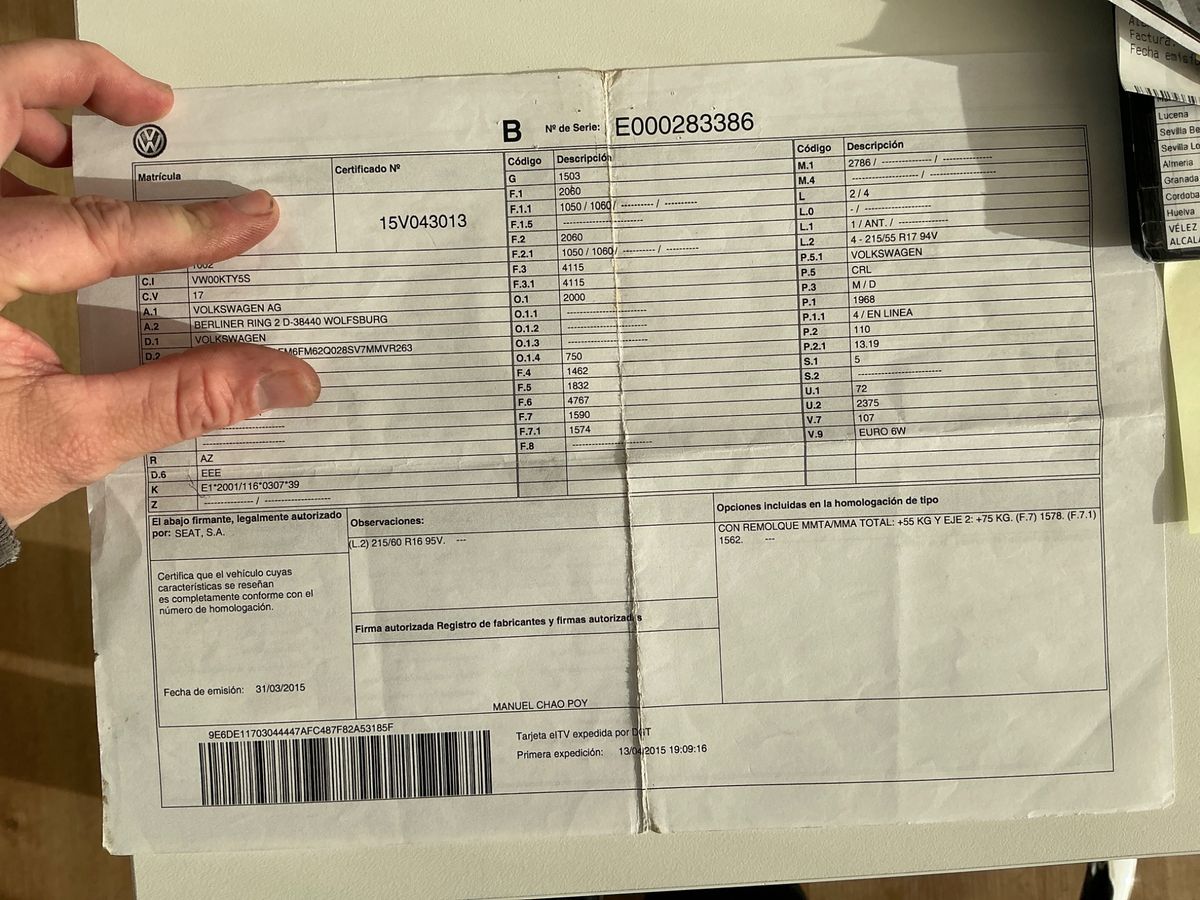 B Nº de Serie: E000283386
Matrícula
Certificado Nº
15V043013
1002
C.I VW00KTY5S
C.V 17
A.1 VOLKSWAGEN AG
A.2 BERLINER RING 2 D-38440 WOLFSBURG
D.1 VOLKSWAGEN
D.2 M6FM62Q028SV7MMVR263
------------------
------------------
R AZ
D.6 EEE
K E1*2001/116*0307*39
Z -------------- / ------------------
Código Descripción
G 1503
F.1 2060
F.1.1 1050 / 1060/ --------- / ---------
F.1.5 ----------------------
F.2 2060
F.2.1 1050 / 1060/ --------- / ---------
F.3 4115
F.3.1 4115
O.1 2000
O.1.1 ----------------------
O.1.2 ----------------------
O.1.3 ----------------------
O.1.4 750
F.4 1462
F.5 1832
F.6 4767
F.7 1590
F.7.1 1574
F.8 ----------------------
Código Descripción
M.1 2786 / -------------- / --------------
M.4 ------------------- / -------------------
L 2 / 4
L.0 - / -------------------
L.1 1 / ANT. / --------------
L.2 4 - 215/55 R17 94V
P.5.1 VOLKSWAGEN
P.5 CRL
P.3 M / D
P.1 1968
P.1.1 4 / EN LINEA
P.2 110
P.2.1 13.19
S.1 5
S.2 ----------------------
U.1 72
U.2 2375
V.7 107
V.9 EURO 6W
El abajo firmante, legalmente autorizado
por: SEAT, S.A.
Certifica que el vehículo cuyas
características se reseñan
es completamente conforme con el
número de homologación.
Fecha de emisión: 31/03/2015
Observaciones:
(L.2) 215/60 R16 95V. ---
Firma autorizada Registro de fabricantes y firmas autorizadas
MANUEL CHAO POY
Opciones incluidas en la homologación de tipo
CON REMOLQUE MMTA/MMA TOTAL: +55 KG Y EJE 2: +75 KG. (F.7) 1578. (F.7.1)
1562. ---
9E6DE11703044447AFC487F82A53185F
Tarjeta eITV expedida por DGT
Primera expedición: 13/04/2015 19:09:16
Factura:
Fecha emisi
Lucena
Sevilla Be
Sevilla Lo
Almeria
Granada
Cordoba
Huelva
VÉLEZ
ALCALA